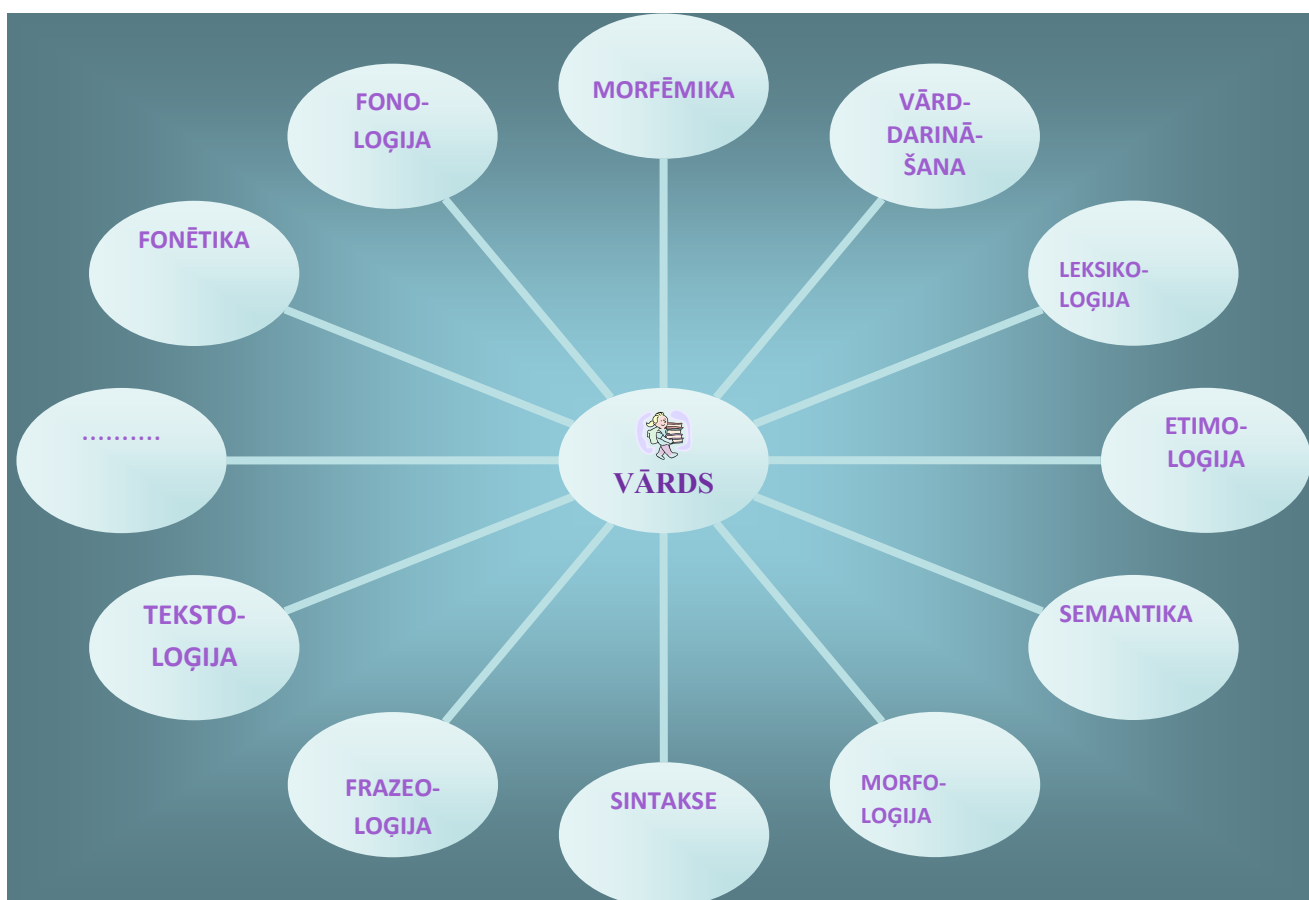 MORFĒMIKA
VĀRD-
DARINĀ-
ŠANA
LEKSIKO-
LOĢIJA
ETIMO-
LOĢIJA
SEMANTIKA
MORFO-
LOĢIJA
SINTAKSE
FRAZEO-
LOĢIJA
TEKSTO-
LOĢIJA
..........
FONĒTIKA
FONO-
LOĢIJA
VĀRDS